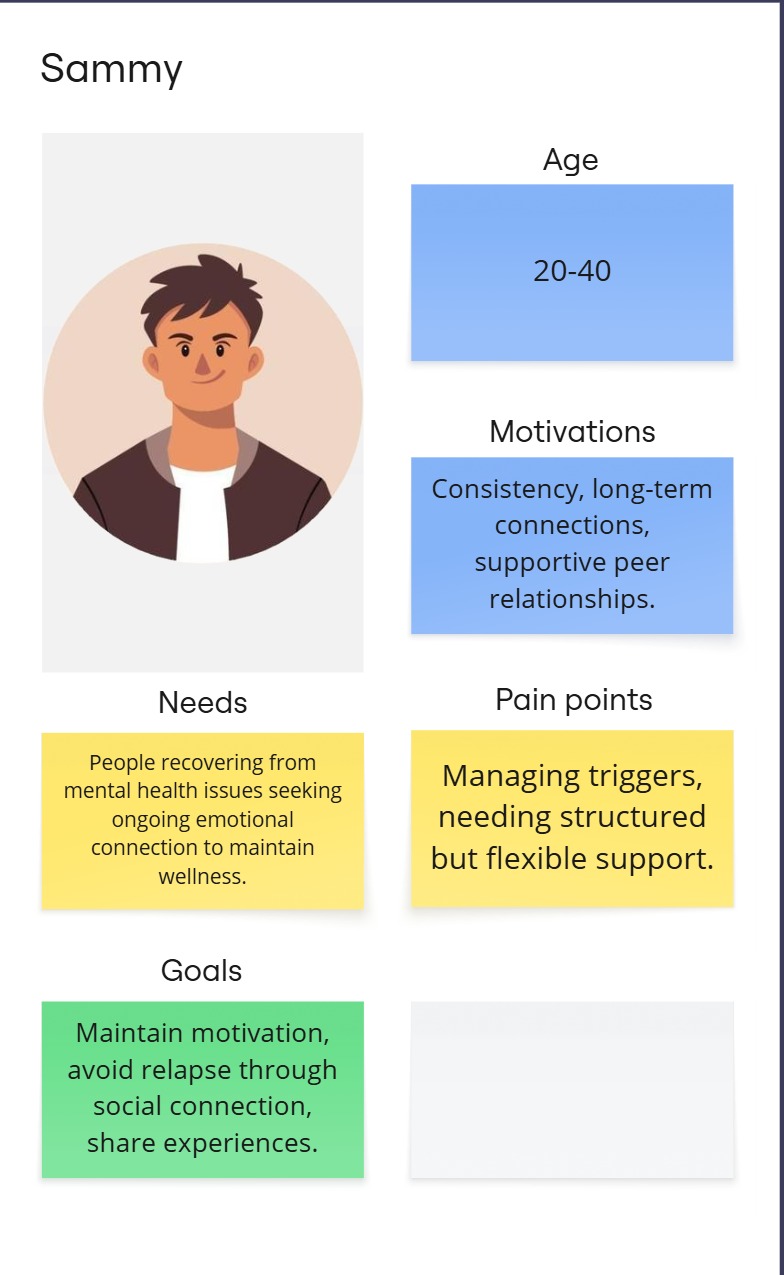 Sammy
Age
20-40
Motivations
Consistency, long-term
connections,
supportive peer
relationships.
Needs
People recovering from
mental health issues seeking
ongoing emotional
connection to maintain
wellness.
Pain points
Managing triggers,
needing structured
but flexible support.
Goals
Maintain motivation,
avoid relapse through
social connection,
share experiences.